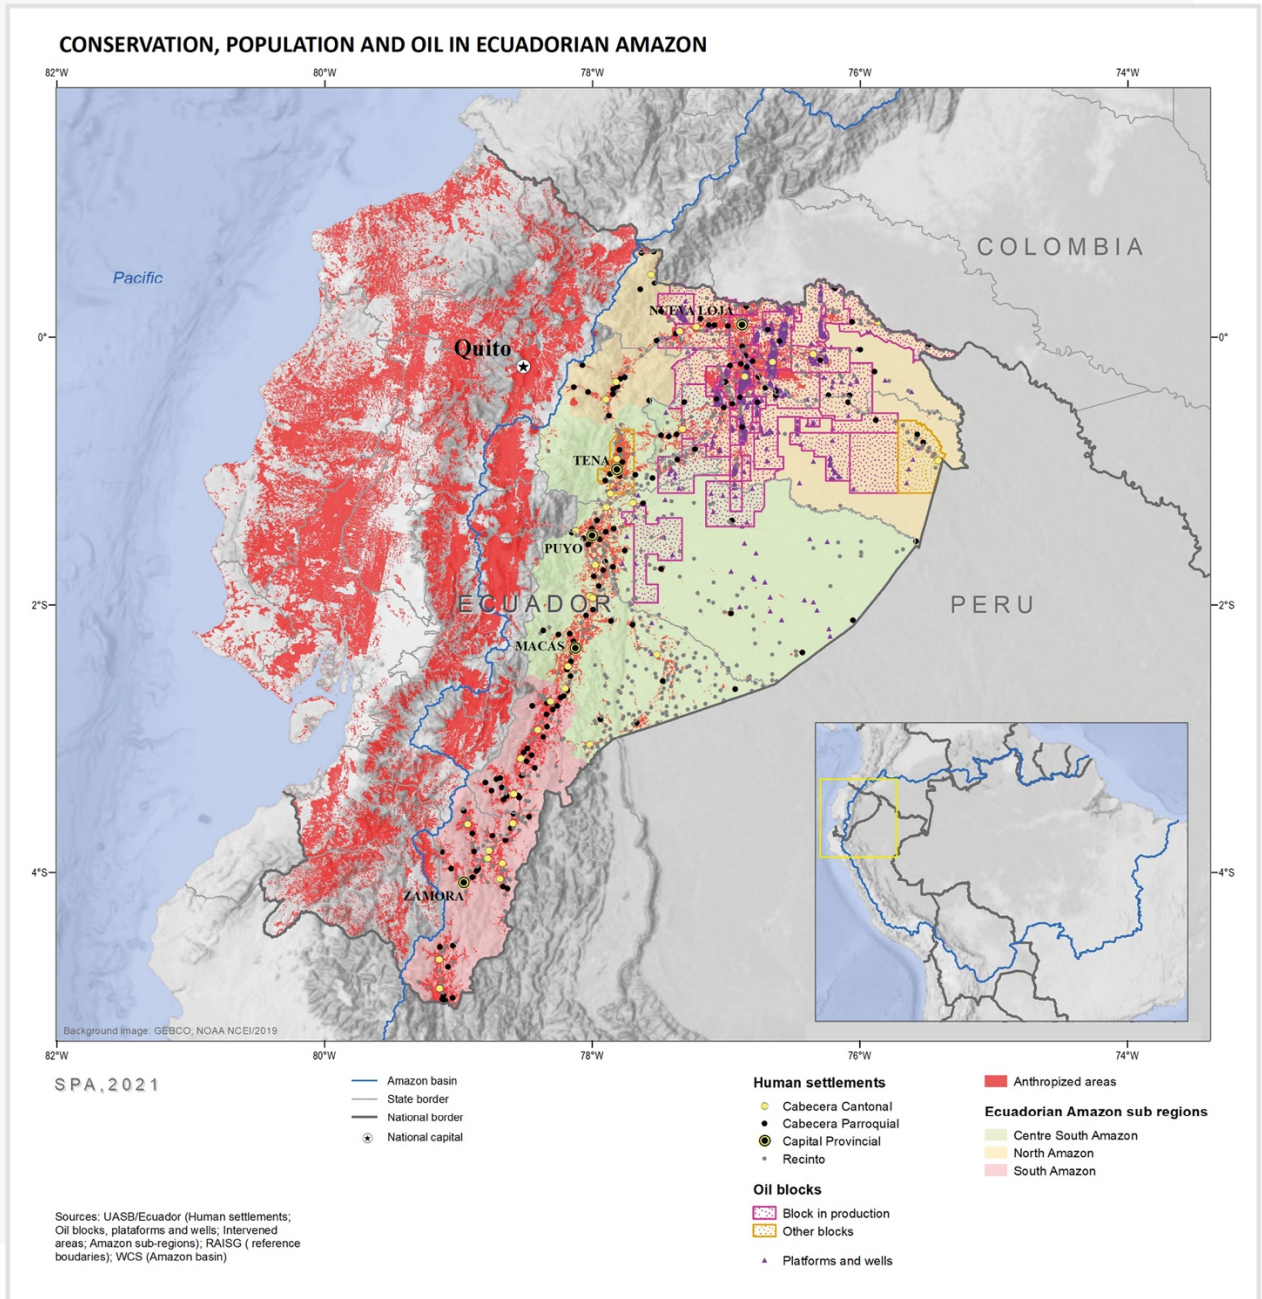 CONSERVATION, POPULATION AND OIL IN ECUADORIAN AMAZON
82°W
80°W
78°W
76°W
74°W
COLOMBIA
Pacific
NUEVA LOJA
0°
0°
Quito
TENA
PUYO
2°S
ECUADOR
PERU
2°S
MACAS
4°S
ZAMORA
4°S
Background image: GEBCO; NOAA NCEI/2019
82°W
80°W
78°W
76°W
74°W
SPA,2021
Amazon basin
State border
National border
National capital
Human settlements
Cabecera Cantonal
Cabecera Parroquial
Capital Provincial
Recinto
Oil blocks
Block in production
Other blocks
Platforms and wells
Anthropized areas
Ecuadorian Amazon sub regions
Centre South Amazon
North Amazon
South Amazon
Sources: UASB/Ecuador (Human settlements;
Oil blocks, plataforms and wells; Intervened
areas; Amazon sub-regions); RAISG ( reference
boudaries); WCS (Amazon basin)